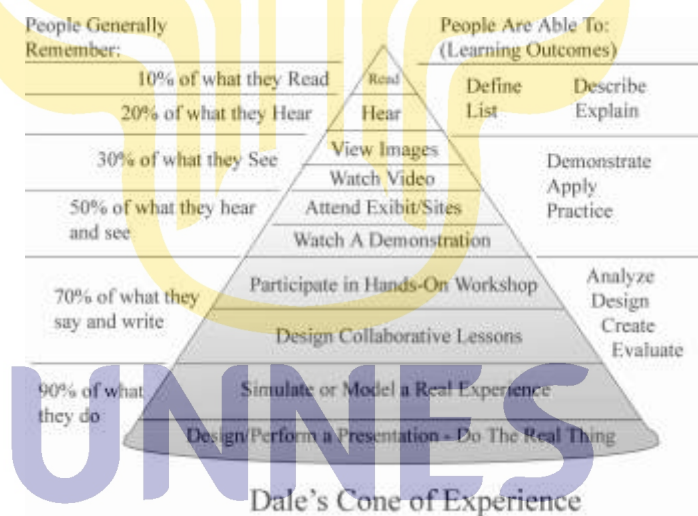 People Generally
Remember:
People Are Able To:
(Learning Outcomes)
10% of what they Read
Read
Define
Describe
List
Explain
20% of what they Hear
Hear
30% of what they See
View Images
Watch Video
Demonstrate
Apply
Practice
50% of what they hear
and see
Attend Exibit/Sites
Watch A Demonstration
70% of what they
say and write
Participate in Hands-On Workshop
Design Collaborative Lessons
Analyze
Design
Create
Evaluate
90% of what
they do
Simulate or Model a Real Experience
Design/Perform a Presentation - Do The Real Thing
UNNES
Dale's Cone of Experience